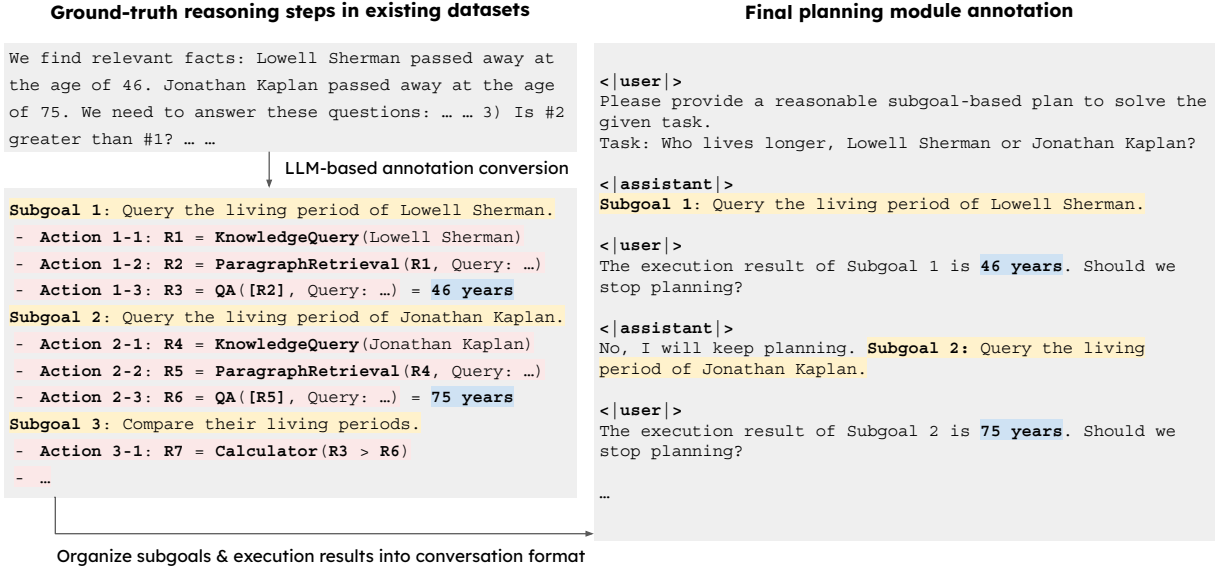 Ground-truth reasoning steps in existing datasets
We find relevant facts: Lowell Sherman passed away at
the age of 46. Jonathan Kaplan passed away at the age
of 75. We need to answer these questions: … … 3) Is #2
greater than #1? … …
LLM-based annotation conversion
Subgoal 1: Query the living period of Lowell Sherman.
- Action 1-1: R1 = KnowledgeQuery(Lowell Sherman)
- Action 1-2: R2 = ParagraphRetrieval(R1, Query: …)
- Action 1-3: R3 = QA([R2], Query: …) = 46 years
Subgoal 2: Query the living period of Jonathan Kaplan.
- Action 2-1: R4 = KnowledgeQuery(Jonathan Kaplan)
- Action 2-2: R5 = ParagraphRetrieval(R4, Query: …)
- Action 2-3: R6 = QA([R5], Query: …) = 75 years
Subgoal 3: Compare their living periods.
- Action 3-1: R7 = Calculator(R3 > R6)
- …
Organize subgoals & execution results into conversation format
Final planning module annotation
<|user|>
Please provide a reasonable subgoal-based plan to solve the
given task.
Task: Who lives longer, Lowell Sherman or Jonathan Kaplan?
<|assistant|>
Subgoal 1: Query the living period of Lowell Sherman.
<|user|>
The execution result of Subgoal 1 is 46 years. Should we
stop planning?
<|assistant|>
No, I will keep planning. Subgoal 2: Query the living
period of Jonathan Kaplan.
<|user|>
The execution result of Subgoal 2 is 75 years. Should we
stop planning?
…